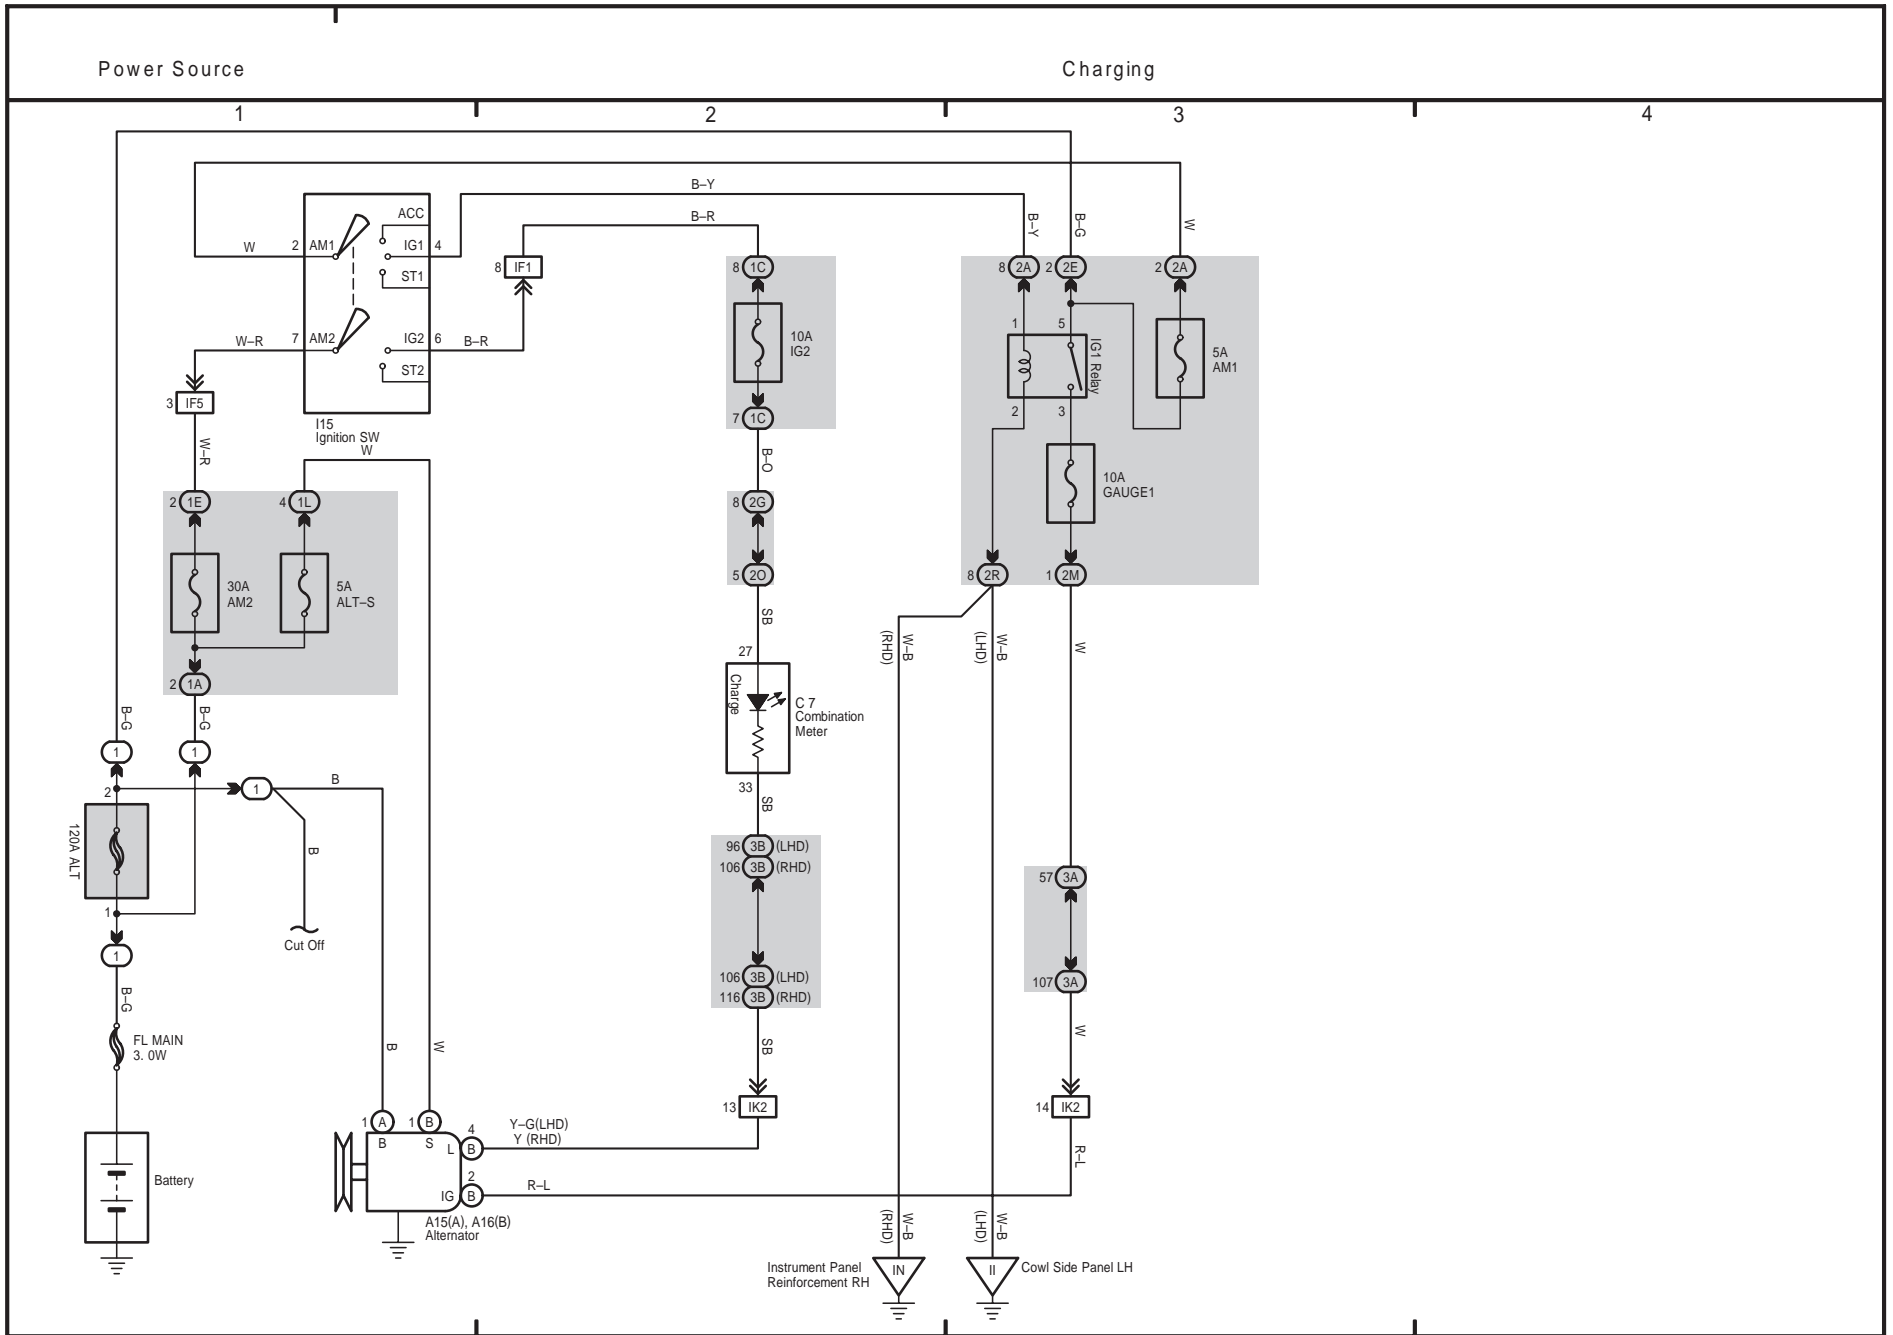 Power Source
Charging
1
2
3
4
B–Y
B–R
B–Y
B–G
W
ACC
W
2
AM1
IG1
4
ST1
8
IF1
8
1C
8
2A
2
2E
2
2A
W–R
7
AM2
IG2
6
B–R
ST2
10A
IG2
1
5
IG1 Relay
5A
AM1
2
3
3
IF5
7
1C
I15
Ignition SW
W
W–R
B–O
10A
GAUGE1
2
1E
4
1L
8
2G
30A
AM2
5A
ALT–S
5
2O
8
2R
1
2M
SB
W–B
(RHD)
W–B
(LHD)
W
27
2
1A
Charge
C 7
Combination
Meter
B–G
B–G
1
1
B
1
2
33
SB
120A ALT
B
96
3B
(LHD)
106
3B
(RHD)
57
3A
1
Cut Off
1
106
3B
(LHD)
116
3B
(RHD)
107
3A
B–G
FL MAIN
3. 0W
B
W
SB
W
13
IK2
14
IK2
1
A
1
B
4
Y–G(LHD)
Y (RHD)
B
S
L
B
R–L
Battery
2
R–L
IG
B
A15(A), A16(B)
Alternator
W–B
(RHD)
W–B
(LHD)
Instrument Panel
Reinforcement RH
IN
II
Cowl Side Panel LH